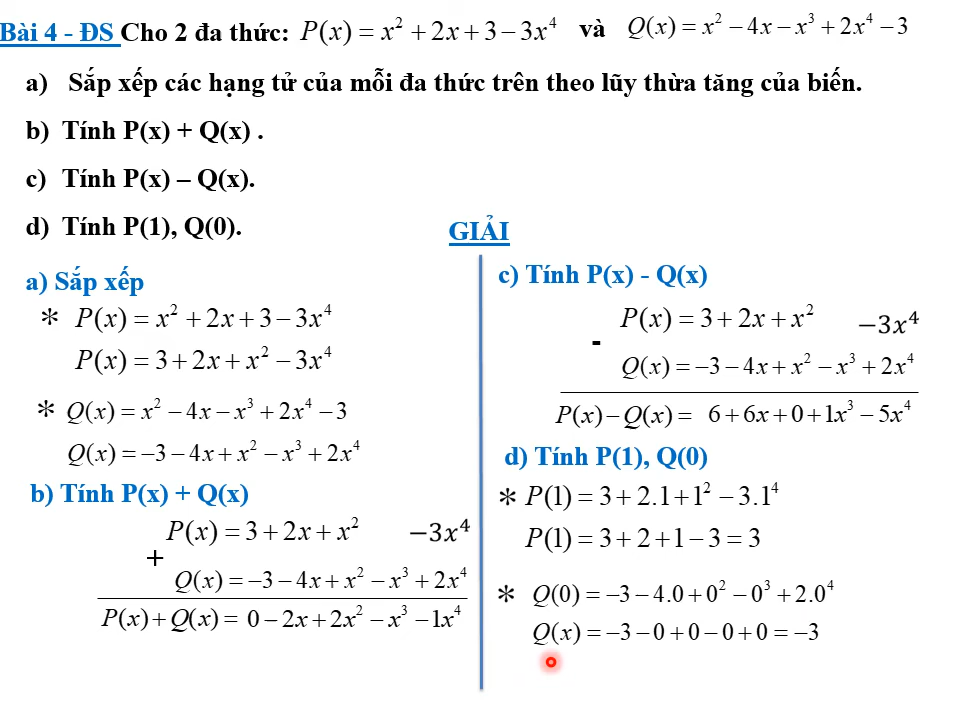 Bài 4 - ĐS Cho 2 đa thức: P(x) = x² + 2x + 3 − 3x⁴ và Q(x) = x² − 4x − x³ + 2x⁴ − 3
a) Sắp xếp các hạng tử của mỗi đa thức trên theo lũy thừa tăng của biến.
b) Tính P(x) + Q(x) .
c) Tính P(x) – Q(x).
d) Tính P(1), Q(0).
GIẢI
a) Sắp xếp
* P(x) = x² + 2x + 3 − 3x⁴
P(x) = 3 + 2x + x² − 3x⁴
* Q(x) = x² − 4x − x³ + 2x⁴ − 3
Q(x) = −3 − 4x + x² − x³ + 2x⁴
b) Tính P(x) + Q(x)
P(x) = 3 + 2x + x² −3x⁴
+
Q(x) = −3 − 4x + x² − x³ + 2x⁴
P(x) + Q(x) = 0 − 2x + 2x² − x³ − 1x⁴
c) Tính P(x) - Q(x)
P(x) = 3 + 2x + x² −3x⁴
-
Q(x) = −3 − 4x + x² − x³ + 2x⁴
P(x) − Q(x) = 6 + 6x + 0 + 1x³ − 5x⁴
d) Tính P(1), Q(0)
* P(1) = 3 + 2.1 + 1² − 3.1⁴
P(1) = 3 + 2 + 1 − 3 = 3
* Q(0) = −3 − 4.0 + 0² − 0³ + 2.0⁴
Q(x) = −3 − 0 + 0 − 0 + 0 = −3